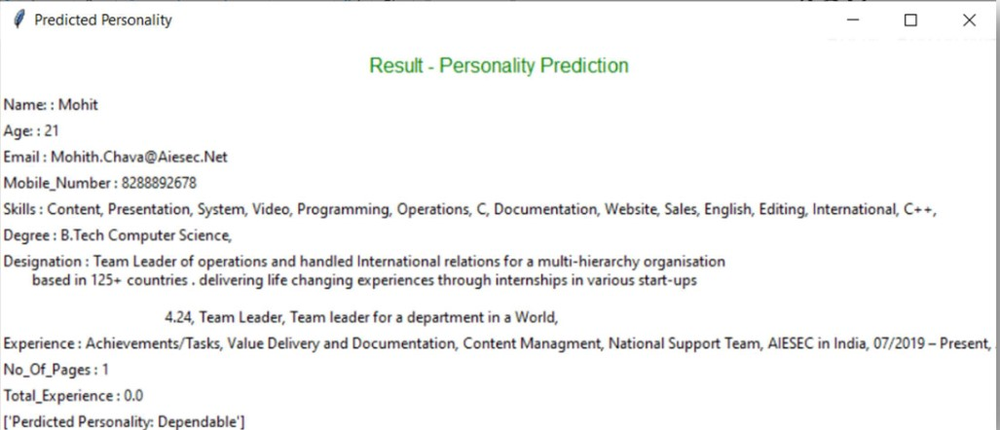 Predicted Personality
Result - Personality Prediction
Name: : Mohit
Age: : 21
Email : Mohith.Chava@Aiesec.Net
Mobile_Number : 8288892678
Skills : Content, Presentation, System, Video, Programming, Operations, C, Documentation, Website, Sales, English, Editing, International, C++,
Degree : B.Tech Computer Science,
Designation : Team Leader of operations and handled International relations for a multi-hierarchy organisation
based in 125+ countries . delivering life changing experiences through internships in various start-ups
4.24, Team Leader, Team leader for a department in a World,
Experience : Achievements/Tasks, Value Delivery and Documentation, Content Managment, National Support Team, AIESEC in India, 07/2019 – Present,
No_Of_Pages : 1
Total_Experience : 0.0
['Perdicted Personality: Dependable']